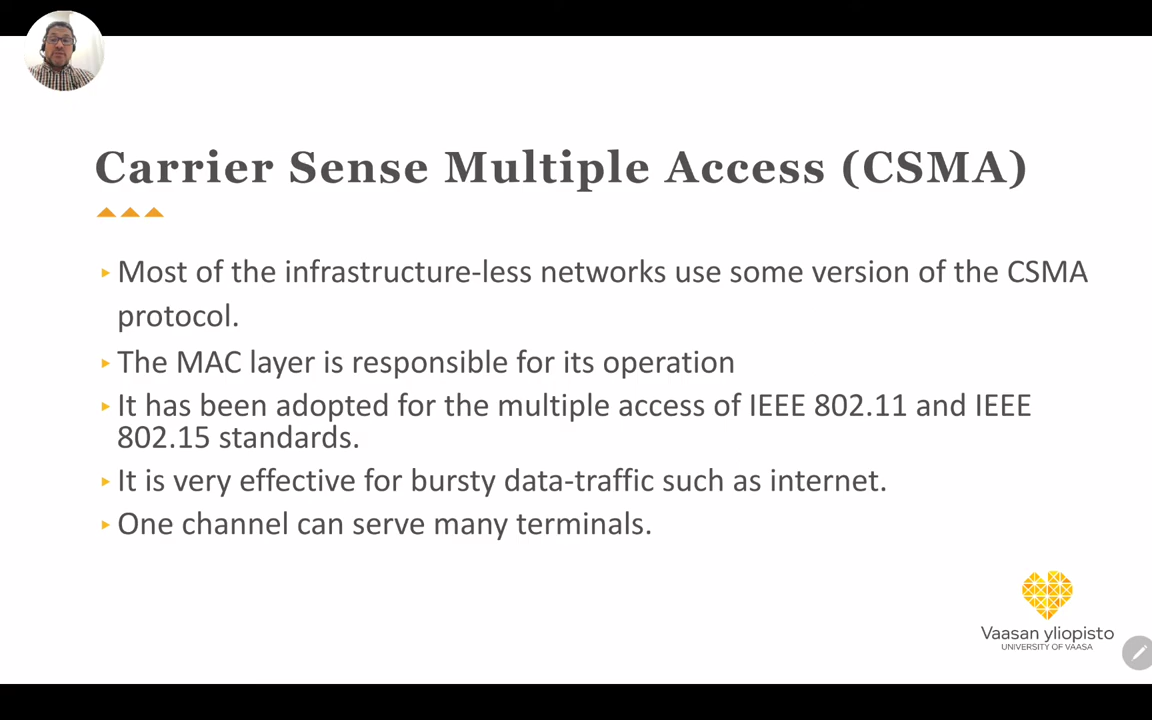 Carrier Sense Multiple Access (CSMA)
Most of the infrastructure-less networks use some version of the CSMA
protocol.
The MAC layer is responsible for its operation
It has been adopted for the multiple access of IEEE 802.11 and IEEE
802.15 standards.
It is very effective for bursty data-traffic such as internet.
One channel can serve many terminals.
Vaasan yliopisto
UNIVERSITY OF VAASA